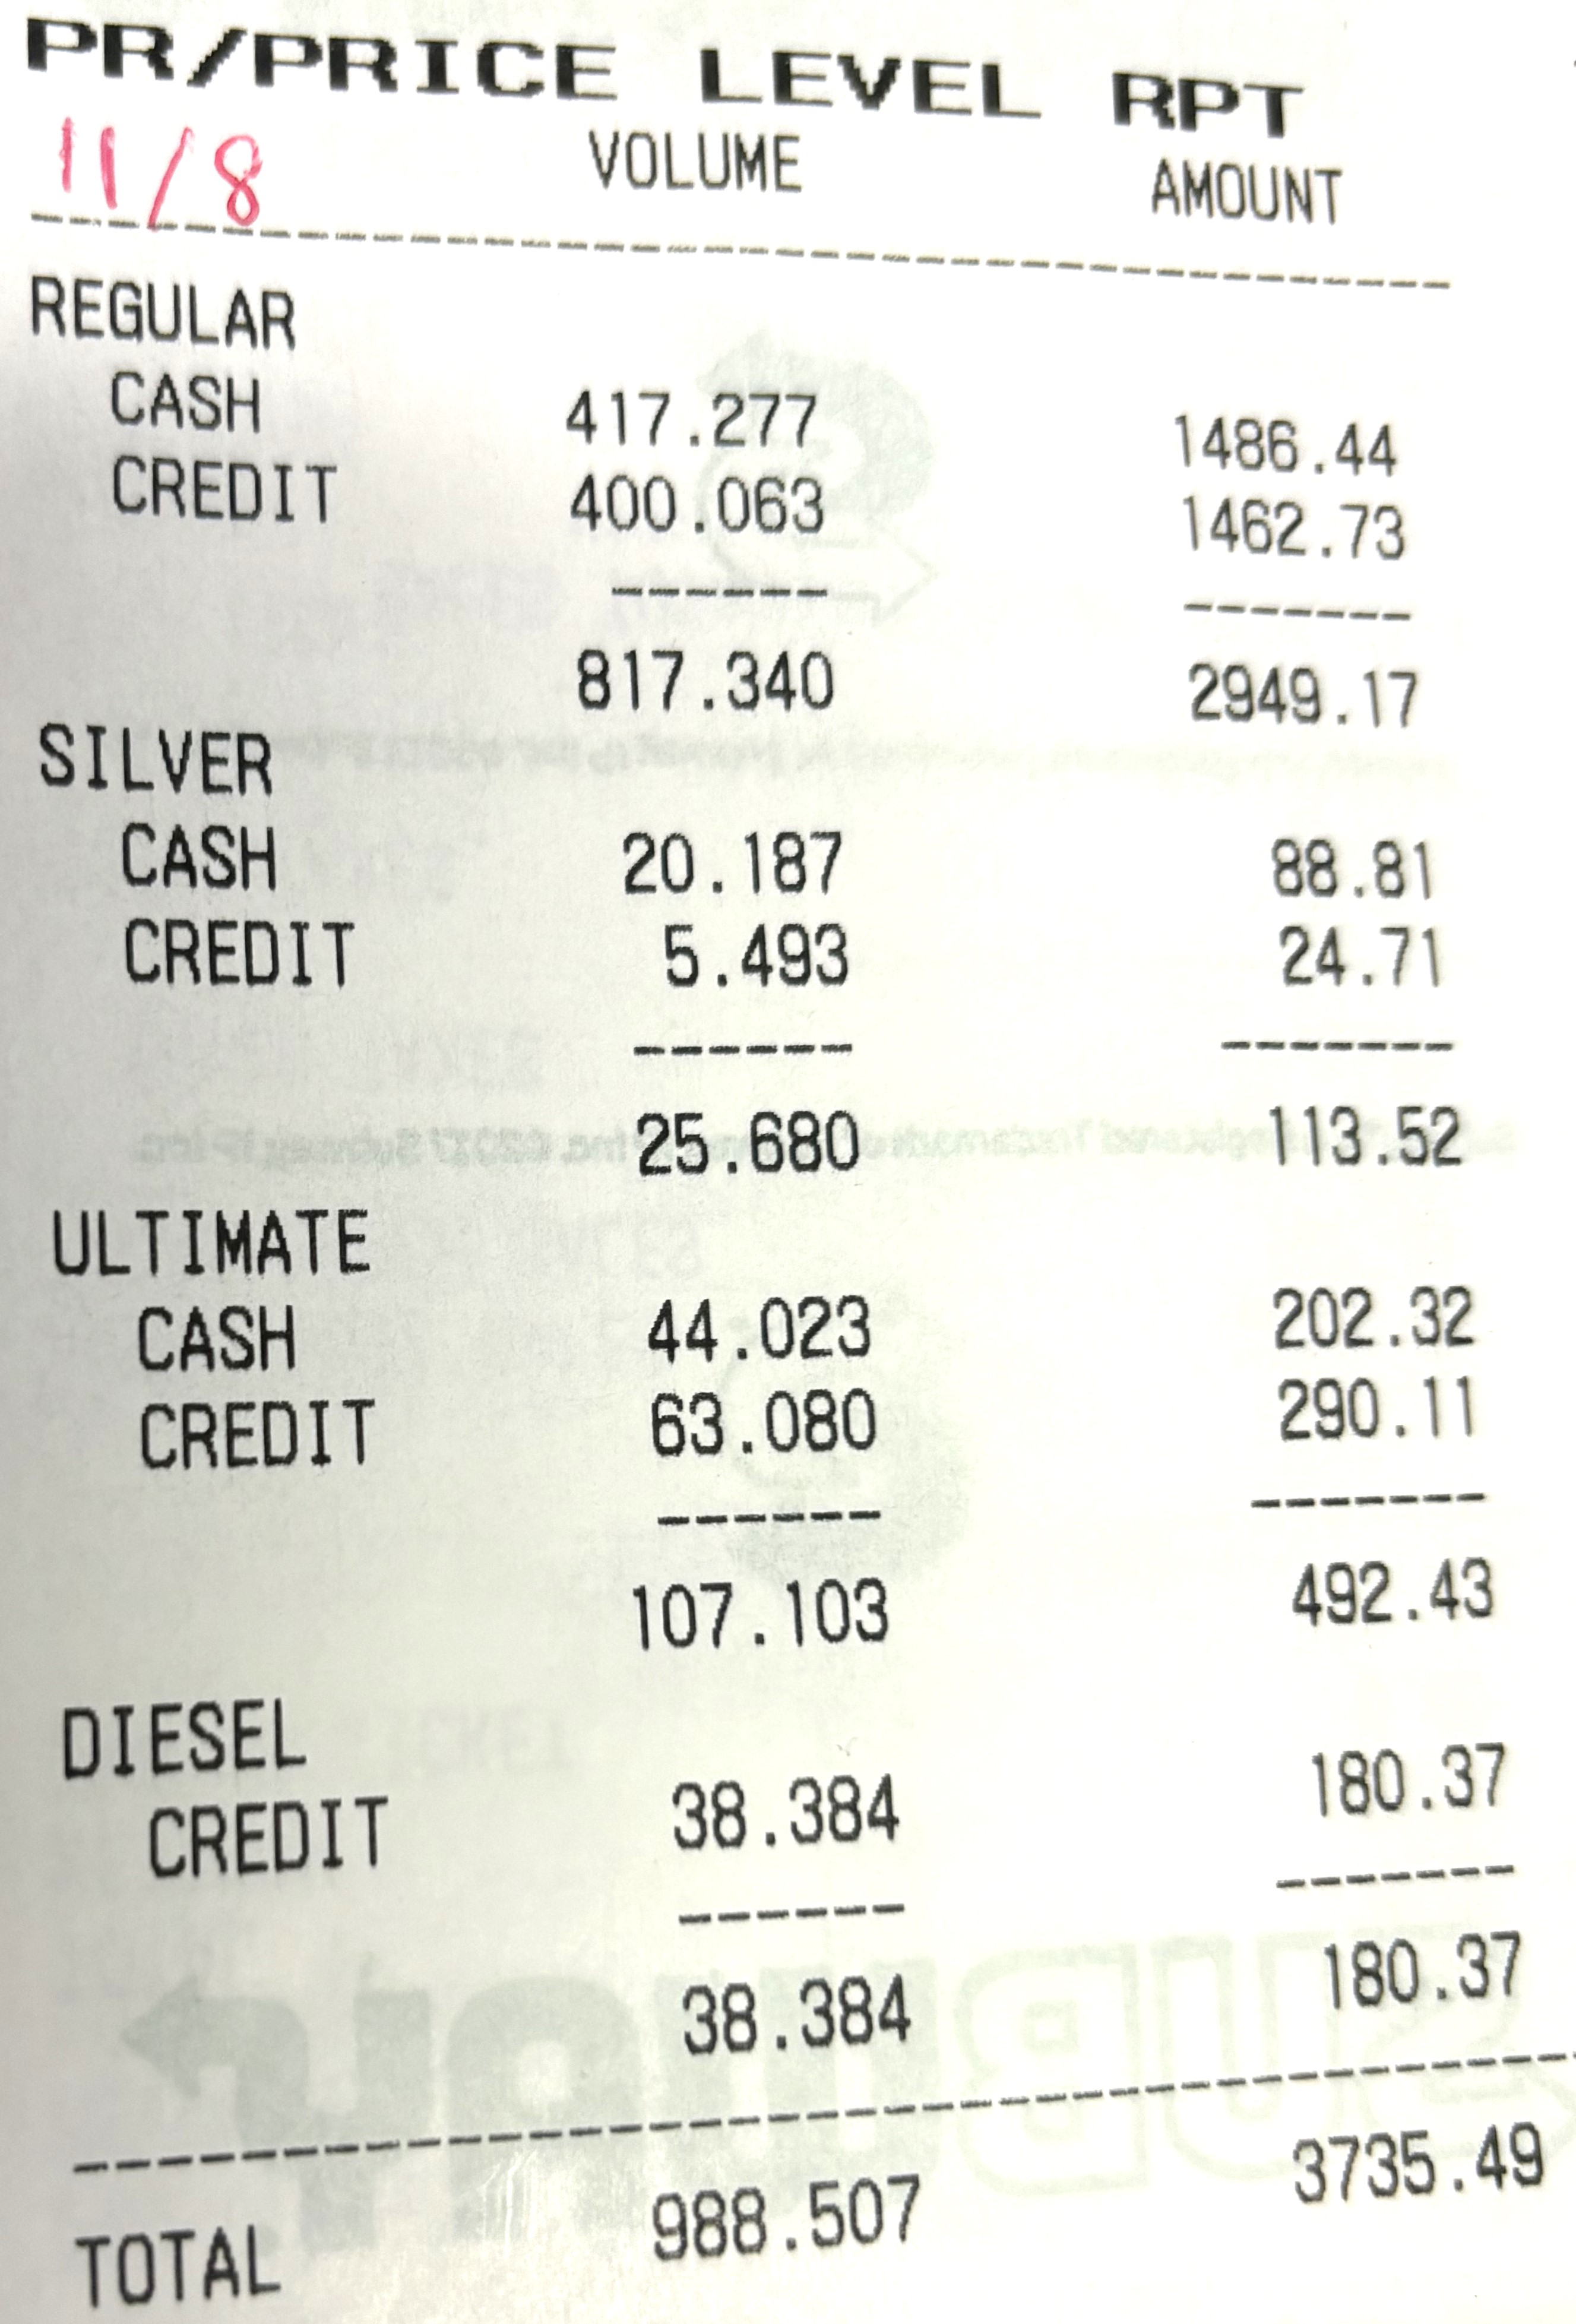 PR/PRICE LEVEL RPT
11/8 VOLUME AMOUNT
REGULAR
CASH 417.277 1486.44
CREDIT 400.063 1462.73
817.340 2949.17
SILVER
CASH 20.187 88.81
CREDIT 5.493 24.71
25.680 113.52
ULTIMATE
CASH 44.023 202.32
CREDIT 63.080 290.11
107.103 492.43
DIESEL
CREDIT 38.384 180.37
38.384 180.37
TOTAL 988.507 3735.49